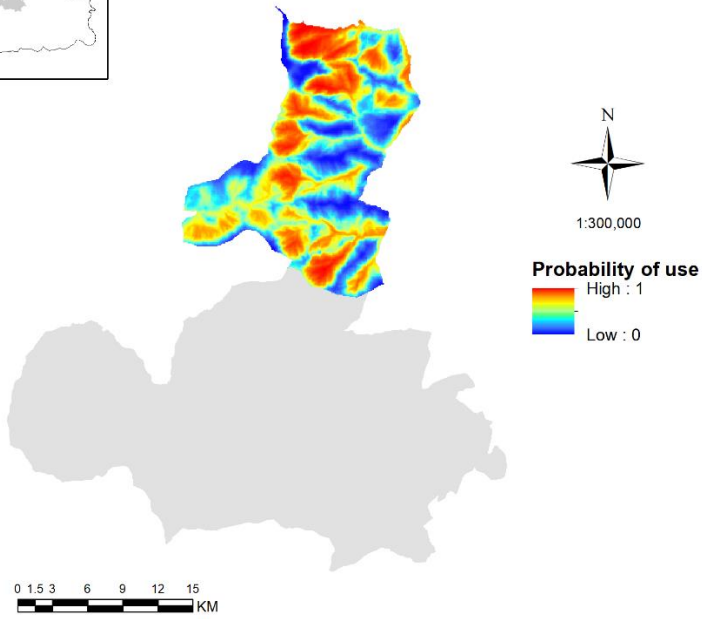 N
1:300,000
Probability of use
High : 1
Low : 0
0 1.5 3 6 9 12 15
KM